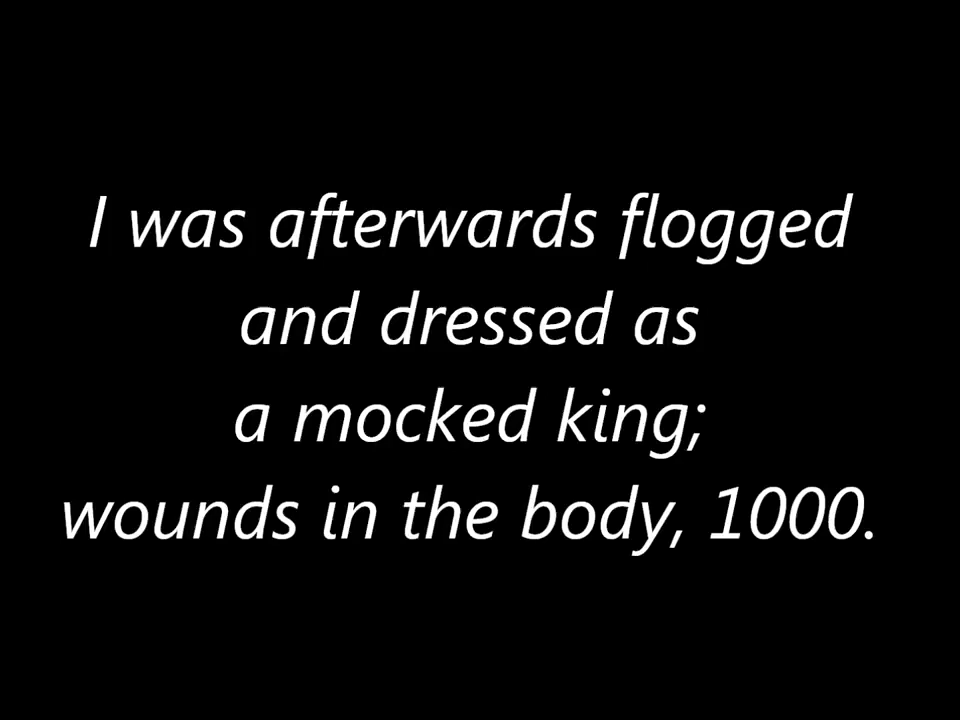 I was afterwards flogged
and dressed as
a mocked king;
wounds in the body, 1000.